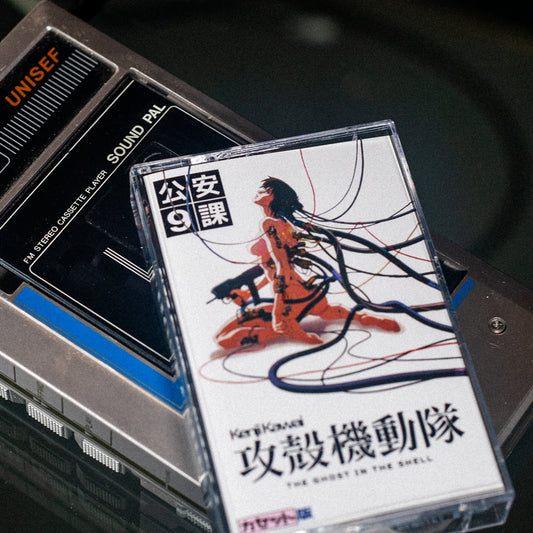 UNISEF
FM STEREO CASSETTE PLAYER
SOUND PAL
公安
9課
Kenji Kawai
攻殻機動隊
THE GHOST IN THE SHELL
カセット版